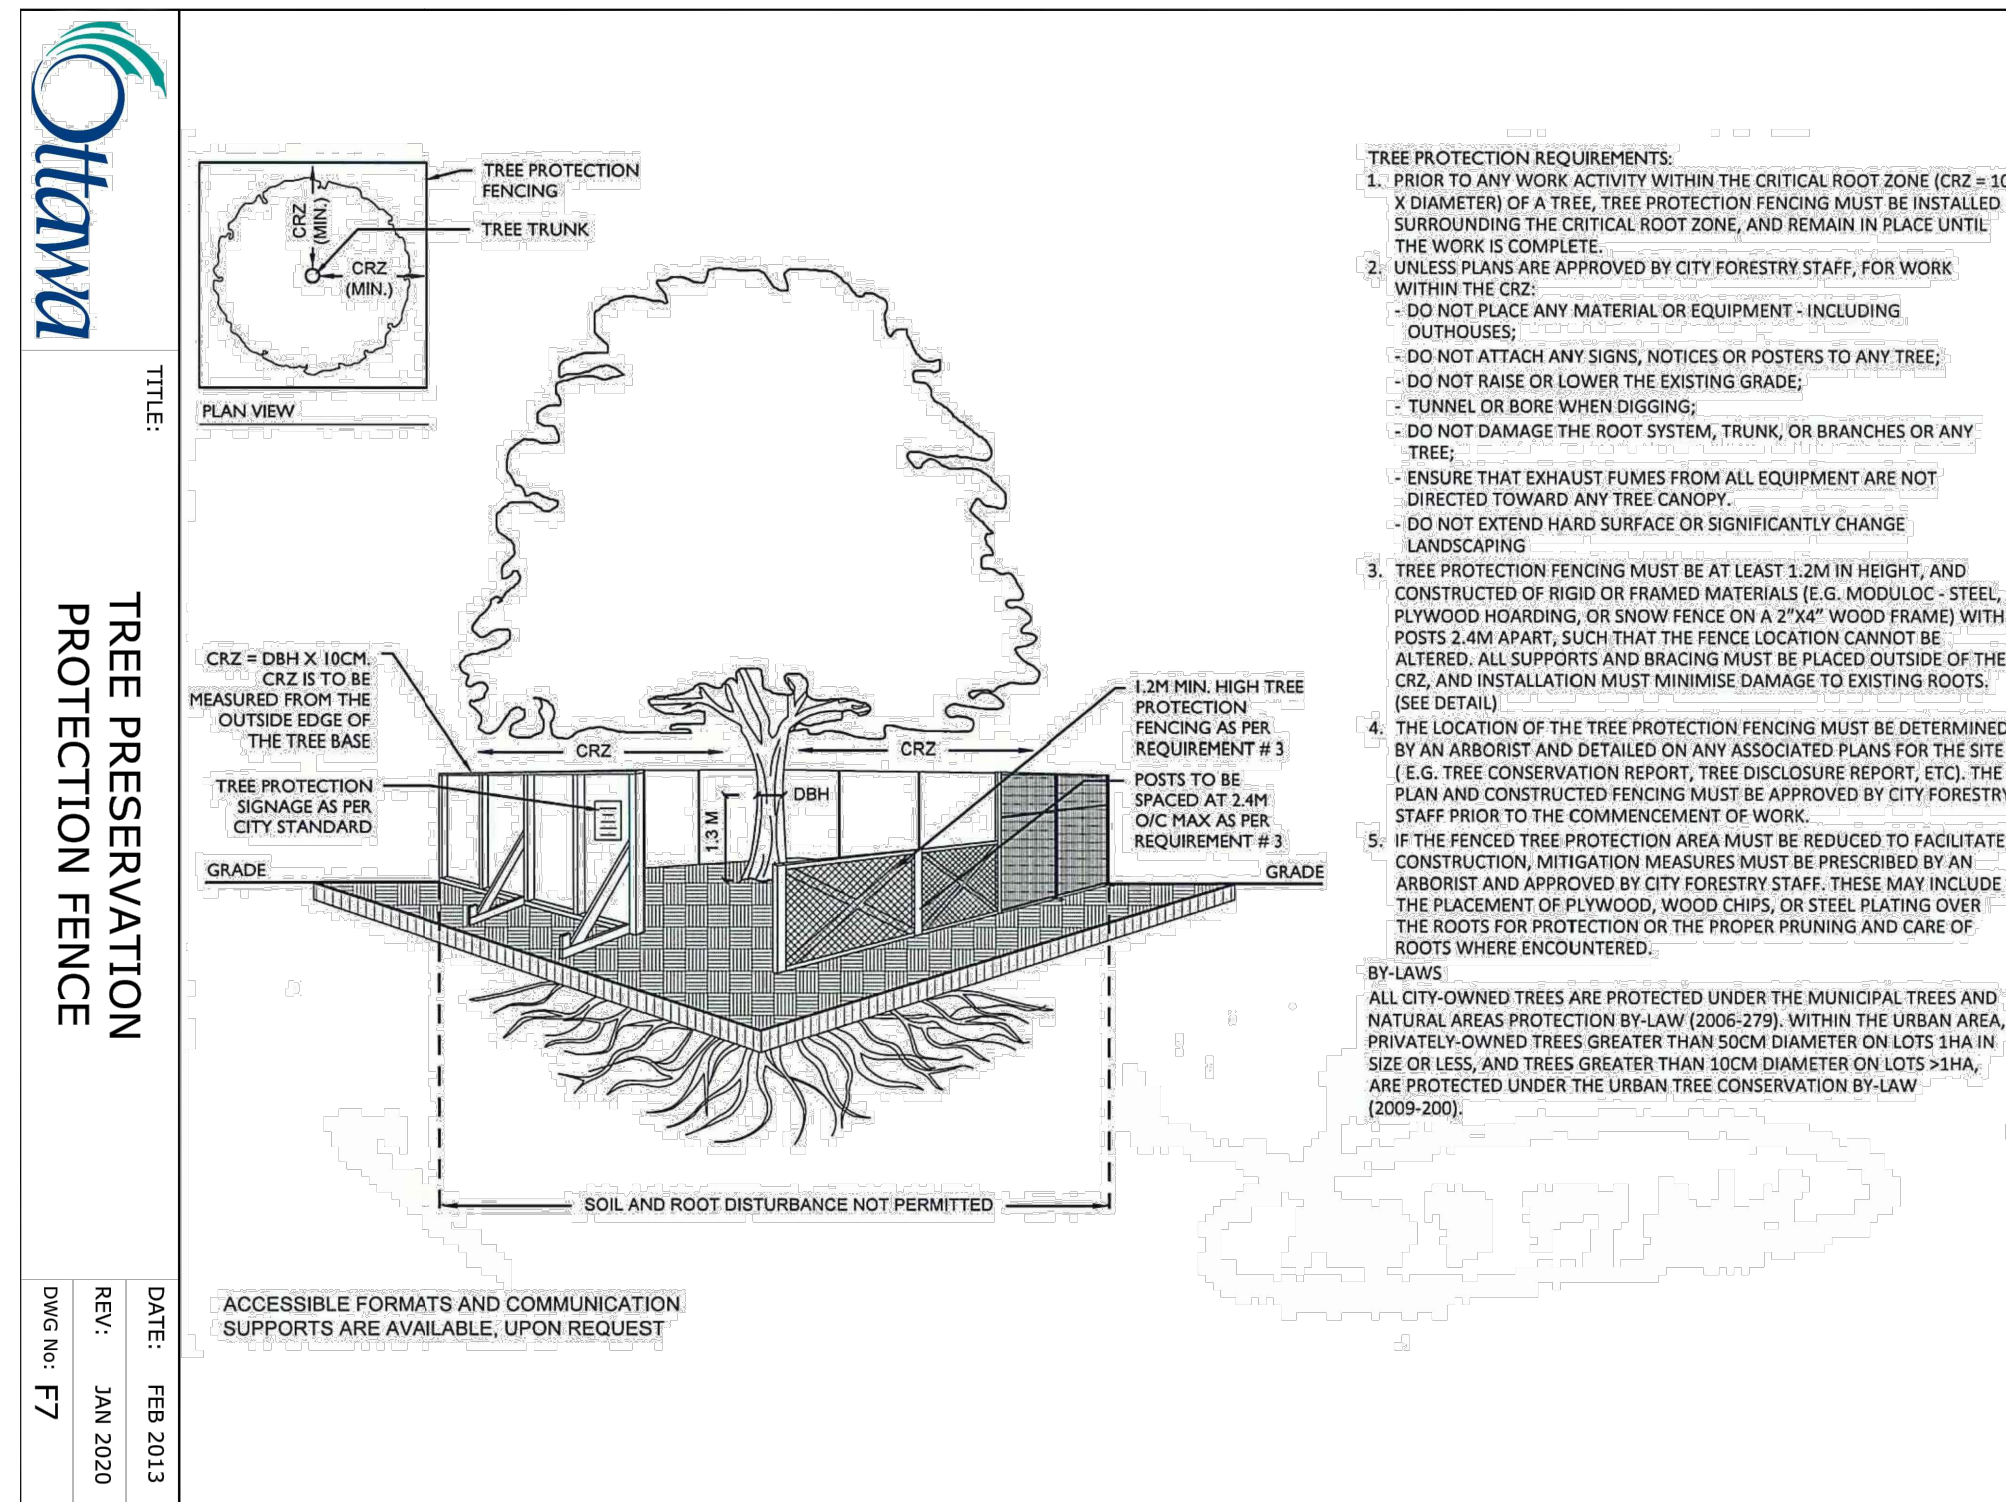 Ottawa
TITLE:
TREE PRESERVATION
PROTECTION FENCE
DATE: FEB 2013
REV: JAN 2020
DWG No: F7
TREE PROTECTION
FENCING
TREE TRUNK
CRZ
(MIN.)
CRZ
(MIN.)
PLAN VIEW
CRZ = DBH X 10CM.
CRZ IS TO BE
MEASURED FROM THE
OUTSIDE EDGE OF
THE TREE BASE
TREE PROTECTION
SIGNAGE AS PER
CITY STANDARD
GRADE
CRZ
CRZ
DBH
1.3 M
1.2M MIN. HIGH TREE
PROTECTION
FENCING AS PER
REQUIREMENT # 3
POSTS TO BE
SPACED AT 2.4M
O/C MAX AS PER
REQUIREMENT # 3
GRADE
SOIL AND ROOT DISTURBANCE NOT PERMITTED
ACCESSIBLE FORMATS AND COMMUNICATION
SUPPORTS ARE AVAILABLE, UPON REQUEST
TREE PROTECTION REQUIREMENTS:
1. PRIOR TO ANY WORK ACTIVITY WITHIN THE CRITICAL ROOT ZONE (CRZ = 10
X DIAMETER) OF A TREE, TREE PROTECTION FENCING MUST BE INSTALLED
SURROUNDING THE CRITICAL ROOT ZONE, AND REMAIN IN PLACE UNTIL
THE WORK IS COMPLETE.
2. UNLESS PLANS ARE APPROVED BY CITY FORESTRY STAFF, FOR WORK
WITHIN THE CRZ:
- DO NOT PLACE ANY MATERIAL OR EQUIPMENT - INCLUDING
OUTHOUSES;
- DO NOT ATTACH ANY SIGNS, NOTICES OR POSTERS TO ANY TREE;
- DO NOT RAISE OR LOWER THE EXISTING GRADE;
- TUNNEL OR BORE WHEN DIGGING;
- DO NOT DAMAGE THE ROOT SYSTEM, TRUNK, OR BRANCHES OR ANY
TREE;
- ENSURE THAT EXHAUST FUMES FROM ALL EQUIPMENT ARE NOT
DIRECTED TOWARD ANY TREE CANOPY.
- DO NOT EXTEND HARD SURFACE OR SIGNIFICANTLY CHANGE
LANDSCAPING
3. TREE PROTECTION FENCING MUST BE AT LEAST 1.2M IN HEIGHT, AND
CONSTRUCTED OF RIGID OR FRAMED MATERIALS (E.G. MODULOC - STEEL,
PLYWOOD HOARDING, OR SNOW FENCE ON A 2"X4" WOOD FRAME) WITH
POSTS 2.4M APART, SUCH THAT THE FENCE LOCATION CANNOT BE
ALTERED. ALL SUPPORTS AND BRACING MUST BE PLACED OUTSIDE OF THE
CRZ, AND INSTALLATION MUST MINIMISE DAMAGE TO EXISTING ROOTS.
(SEE DETAIL)
4. THE LOCATION OF THE TREE PROTECTION FENCING MUST BE DETERMINED
BY AN ARBORIST AND DETAILED ON ANY ASSOCIATED PLANS FOR THE SITE
( E.G. TREE CONSERVATION REPORT, TREE DISCLOSURE REPORT, ETC). THE
PLAN AND CONSTRUCTED FENCING MUST BE APPROVED BY CITY FORESTRY
STAFF PRIOR TO THE COMMENCEMENT OF WORK.
5. IF THE FENCED TREE PROTECTION AREA MUST BE REDUCED TO FACILITATE
CONSTRUCTION, MITIGATION MEASURES MUST BE PRESCRIBED BY AN
ARBORIST AND APPROVED BY CITY FORESTRY STAFF. THESE MAY INCLUDE
THE PLACEMENT OF PLYWOOD, WOOD CHIPS, OR STEEL PLATING OVER
THE ROOTS FOR PROTECTION OR THE PROPER PRUNING AND CARE OF
ROOTS WHERE ENCOUNTERED.
BY-LAWS
ALL CITY-OWNED TREES ARE PROTECTED UNDER THE MUNICIPAL TREES AND
NATURAL AREAS PROTECTION BY-LAW (2006-279). WITHIN THE URBAN AREA,
PRIVATELY-OWNED TREES GREATER THAN 50CM DIAMETER ON LOTS 1HA IN
SIZE OR LESS, AND TREES GREATER THAN 10CM DIAMETER ON LOTS >1HA,
ARE PROTECTED UNDER THE URBAN TREE CONSERVATION BY-LAW
(2009-200).